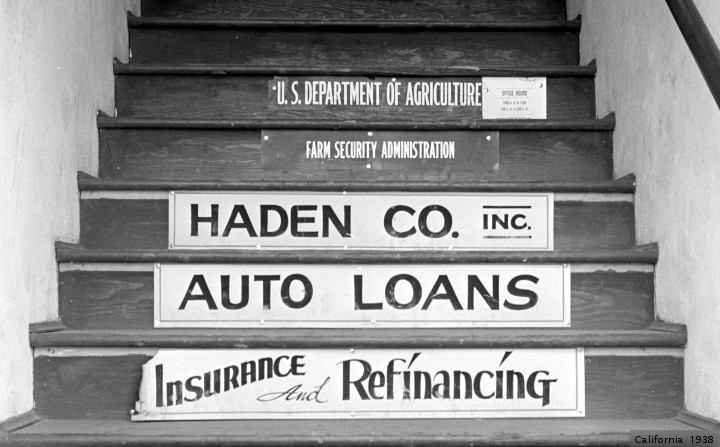 U.S. DEPARTMENT OF AGRICULTURE
OFFICE HOURS
FARM SECURITY ADMINISTRATION
HADEN CO. INC.
AUTO LOANS
INSURANCE And Refinancing
California 1938